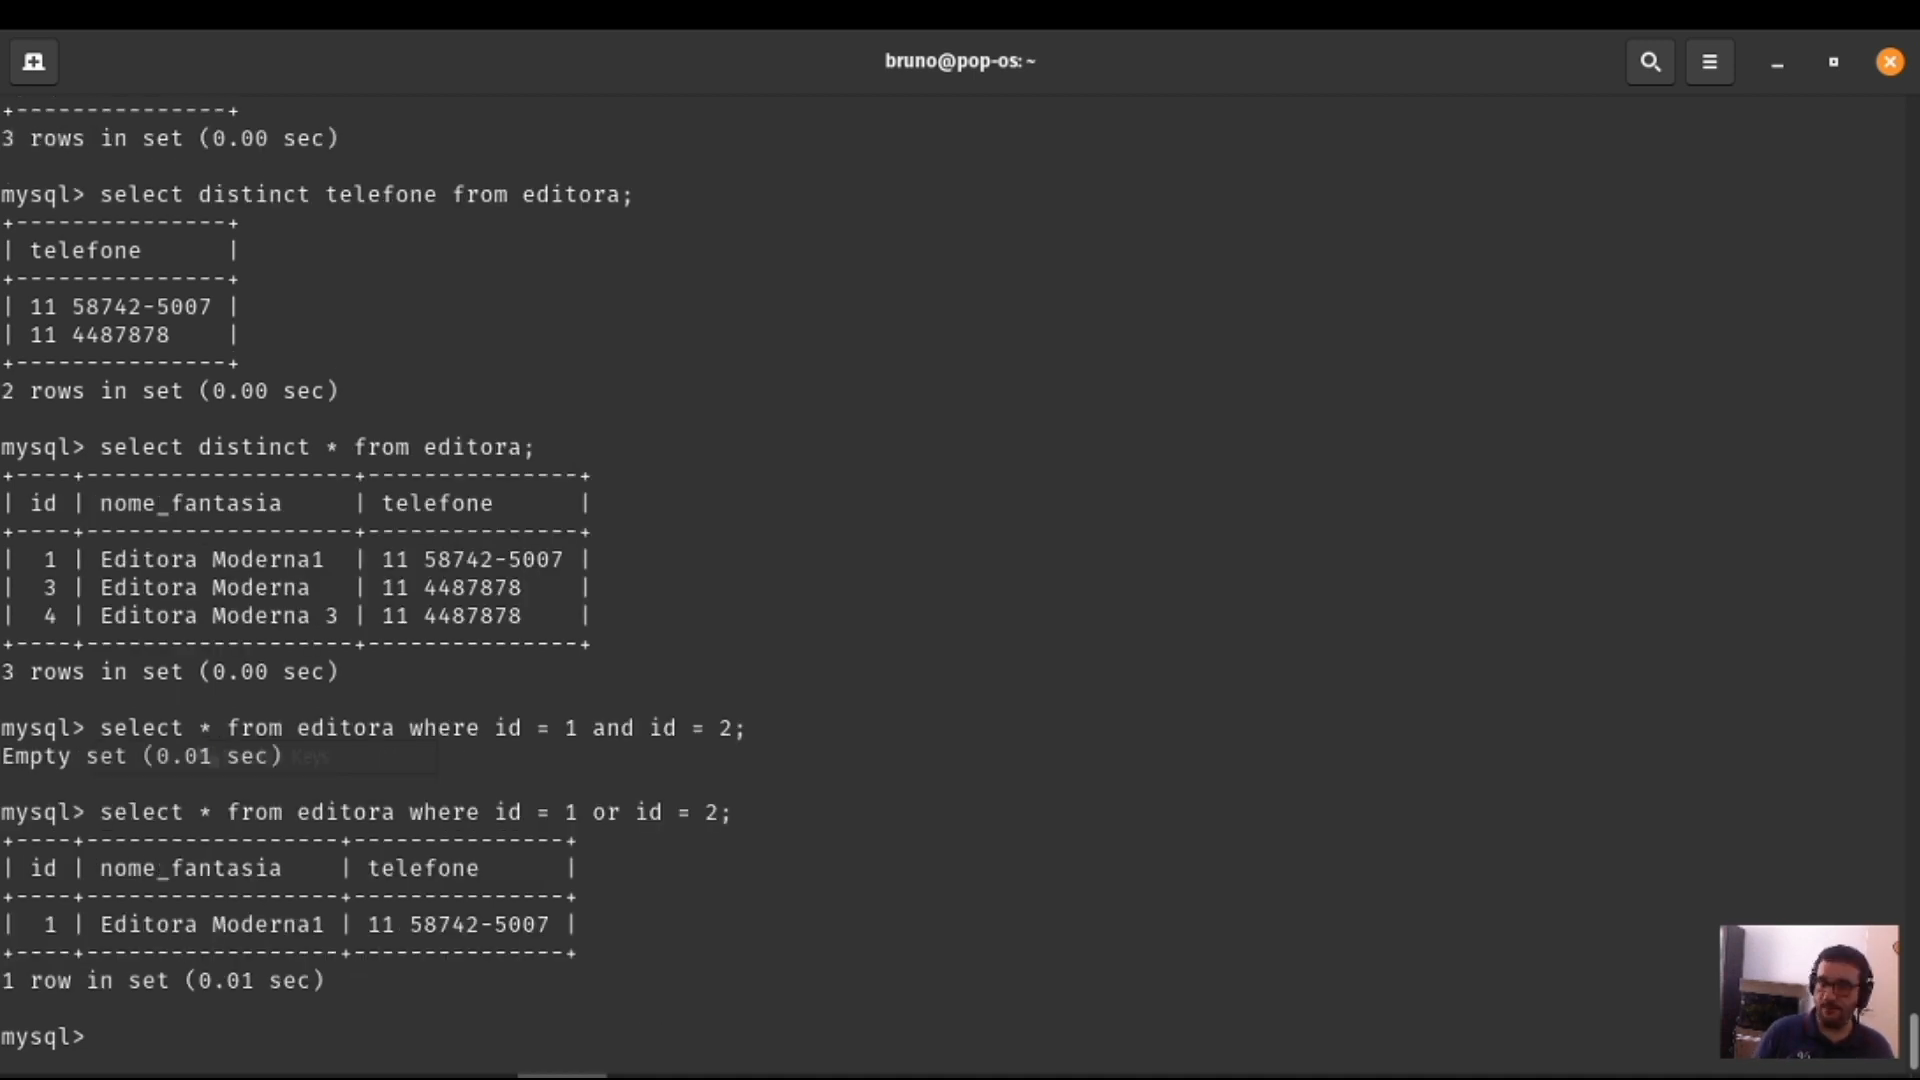 bruno@pop-os: ~
+---------------+
3 rows in set (0.00 sec)
mysql> select distinct telefone from editora;
+---------------+
| telefone      |
+---------------+
| 11 58742-5007 |
| 11 4487878    |
+---------------+
2 rows in set (0.00 sec)
mysql> select distinct * from editora;
+----+-------------------+---------------+
| id | nome_fantasia     | telefone      |
+----+-------------------+---------------+
|  1 | Editora Moderna1  | 11 58742-5007 |
|  3 | Editora Moderna   | 11 4487878    |
|  4 | Editora Moderna 3 | 11 4487878    |
+----+-------------------+---------------+
3 rows in set (0.00 sec)
mysql> select * from editora where id = 1 and id = 2;
Empty set (0.01 sec) Keys
mysql> select * from editora where id = 1 or id = 2;
+----+------------------+---------------+
| id | nome_fantasia    | telefone      |
+----+------------------+---------------+
|  1 | Editora Moderna1 | 11 58742-5007 |
+----+------------------+---------------+
1 row in set (0.01 sec)
mysql>